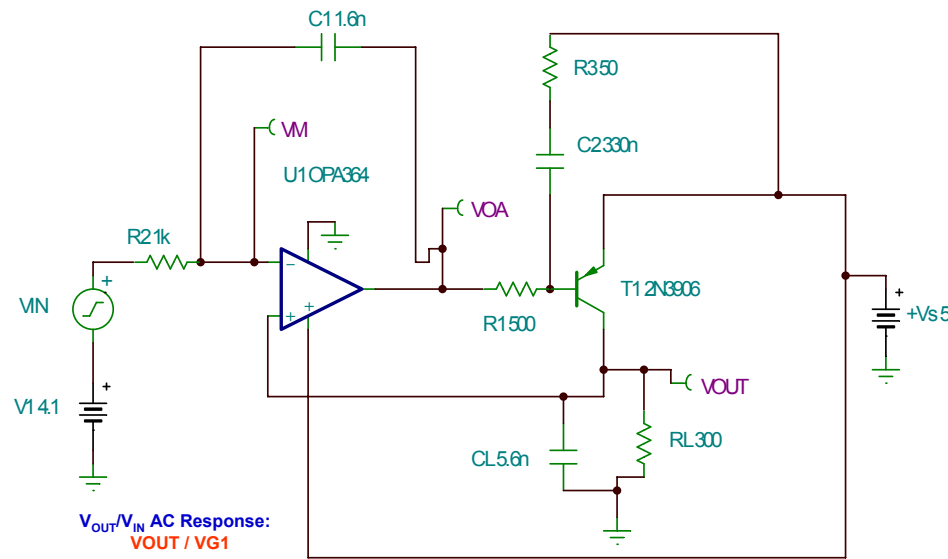 C1 1.6n
R3 50
VM
C2 330n
U1 OPA364
VOA
R2 1k
VIN
T1 2N3906
R1 500
+Vs 5
V1 4.1
VOUT
RL 300
CL 5.6n
VOUT/VIN AC Response:
VOUT / VG1